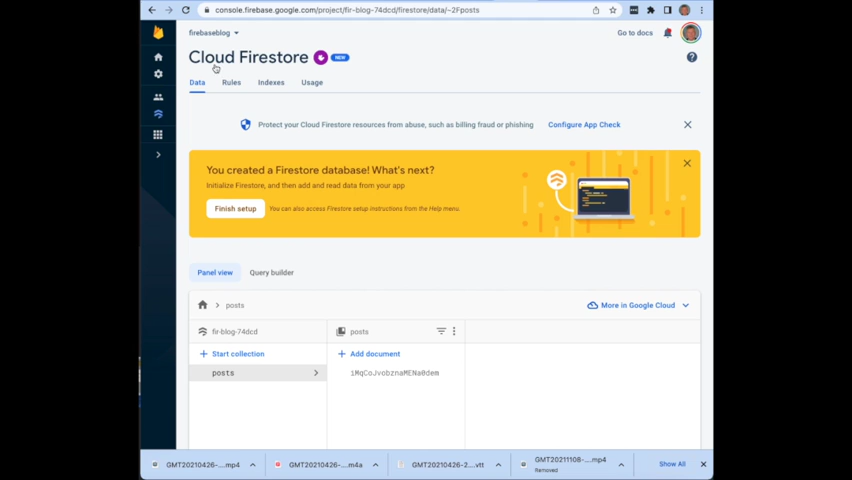 console.firebase.google.com/project/fir-blog-74dcd/firestore/data/~2Fposts
firebaseblog
Go to docs
Cloud Firestore
NEW
Data Rules Indexes Usage
Protect your Cloud Firestore resources from abuse, such as billing fraud or phishing Configure App Check
You created a Firestore database! What's next?
Initialize Firestore, and then add and read data from your app
Finish setup
You can also access Firestore setup instructions from the Help menu.
Panel view Query builder
posts
More in Google Cloud
fir-blog-74dcd
posts
Start collection
Add document
posts
iMqCoJvobznaMENa0dem
GMT20210426-....mp4
GMT20210426-....m4a
GMT20210426-2....vtt
GMT20211108-....mp4
Removed
Show All